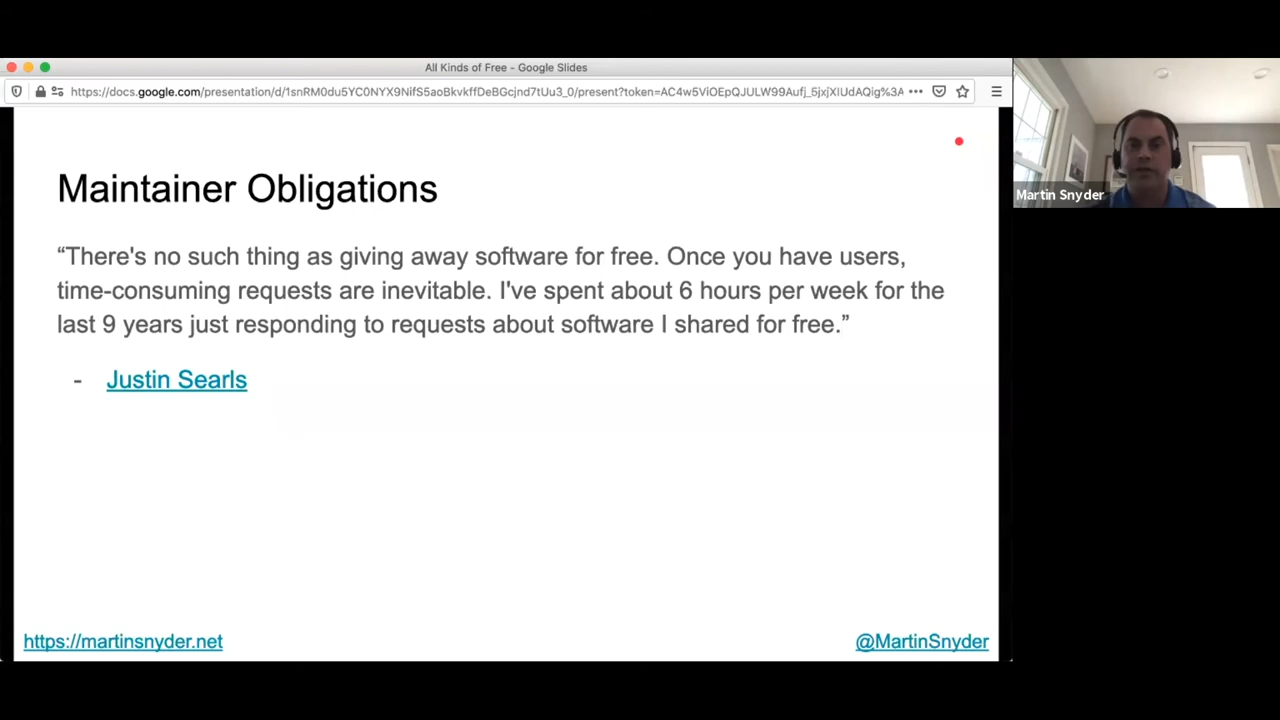 All Kinds of Free - Google Slides
https://docs.google.com/presentation/d/1snRM0du5YC0NYX9NifS5aoBkvkffDeBGcjnd7tUu3_0/present?token=AC4w5ViOEpQJULW99Aufj_5jxjXIUdAQig%3A
Maintainer Obligations
“There's no such thing as giving away software for free. Once you have users,
time-consuming requests are inevitable. I've spent about 6 hours per week for the
last 9 years just responding to requests about software I shared for free.”
- Justin Searls
https://martinsnyder.net
@MartinSnyder
Martin Snyder